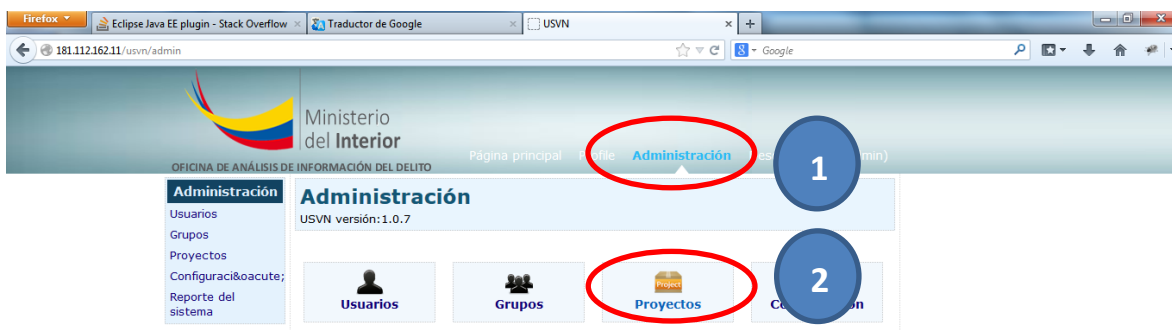 Firefox
Eclipse Java EE plugin - Stack Overflow
Traductor de Google
USVN
181.112.162.11/usvn/admin
Google
Ministerio
del Interior
OFICINA DE ANÁLISIS DE INFORMACIÓN DEL DELITO
Página principal
Profile
Administración
min)
1
Administración
Usuarios
Grupos
Proyectos
Configuraci&oacute;
Reporte del
sistema
Administración
USVN versión:1.0.7
Usuarios
Grupos
Project
Proyectos
2